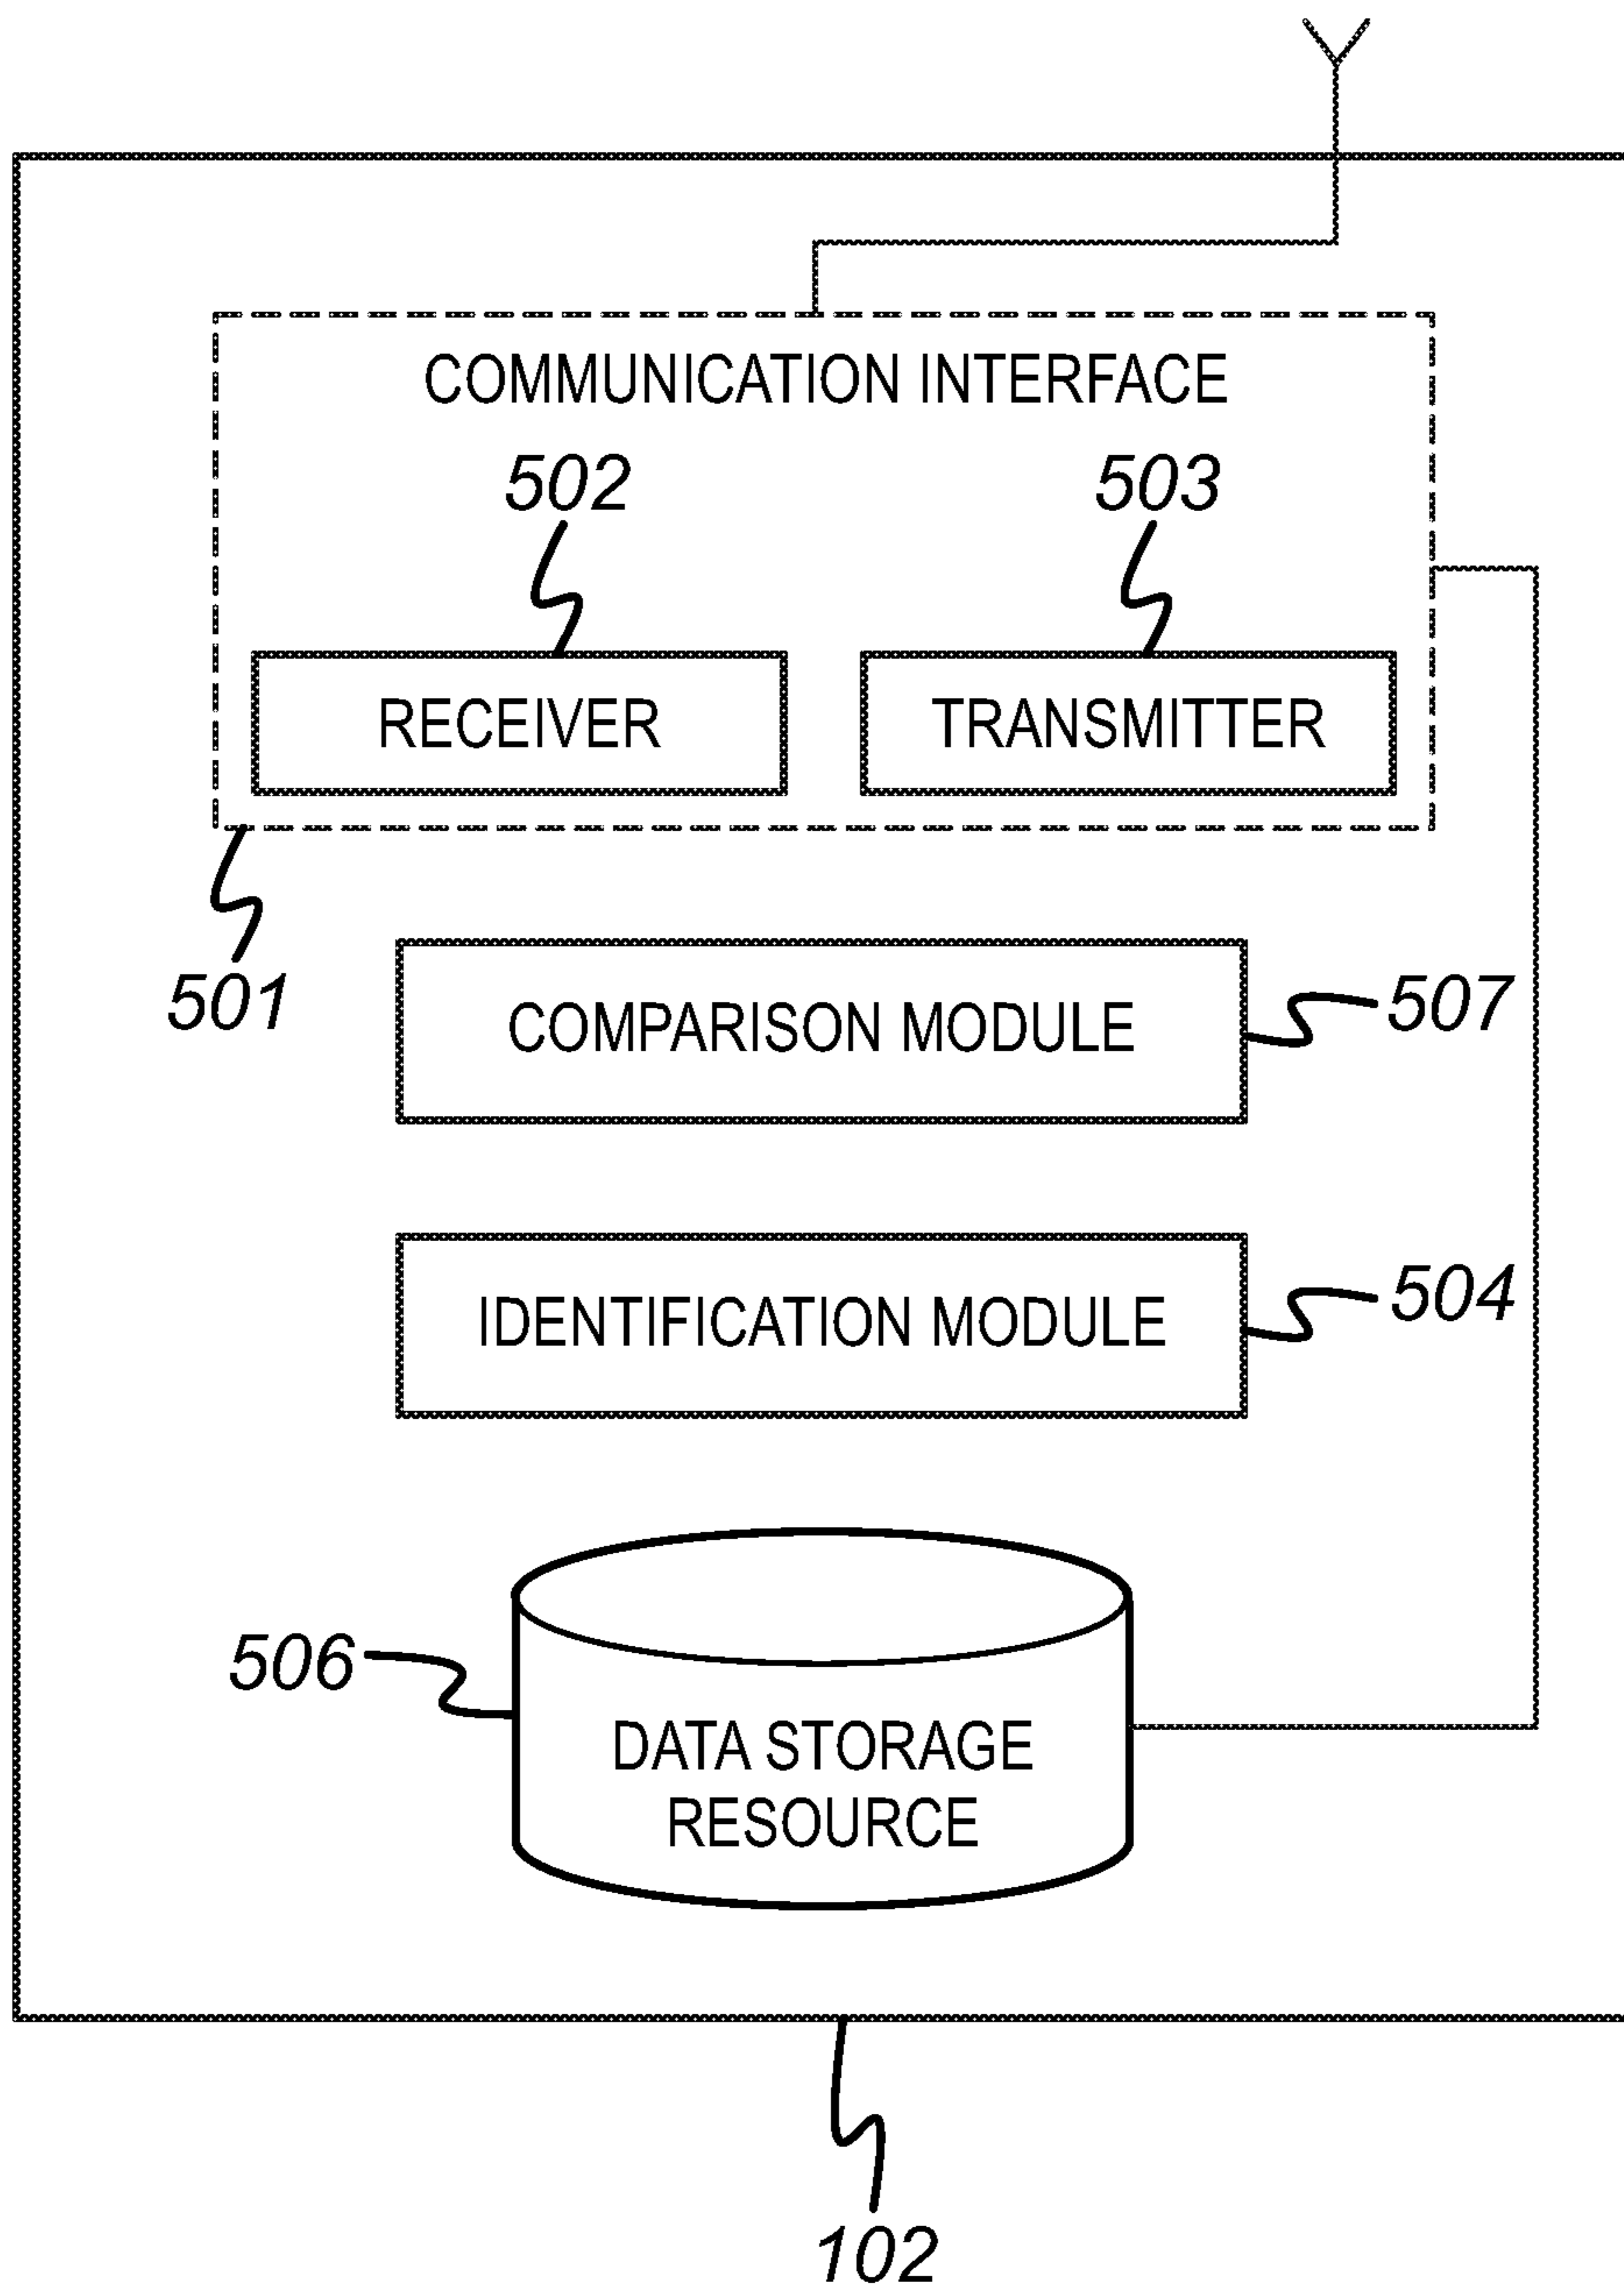 COMMUNICATION INTERFACE
502
503
RECEIVER
TRANSMITTER
501
COMPARISON MODULE
507
IDENTIFICATION MODULE
504
506
DATA STORAGE
RESOURCE
102